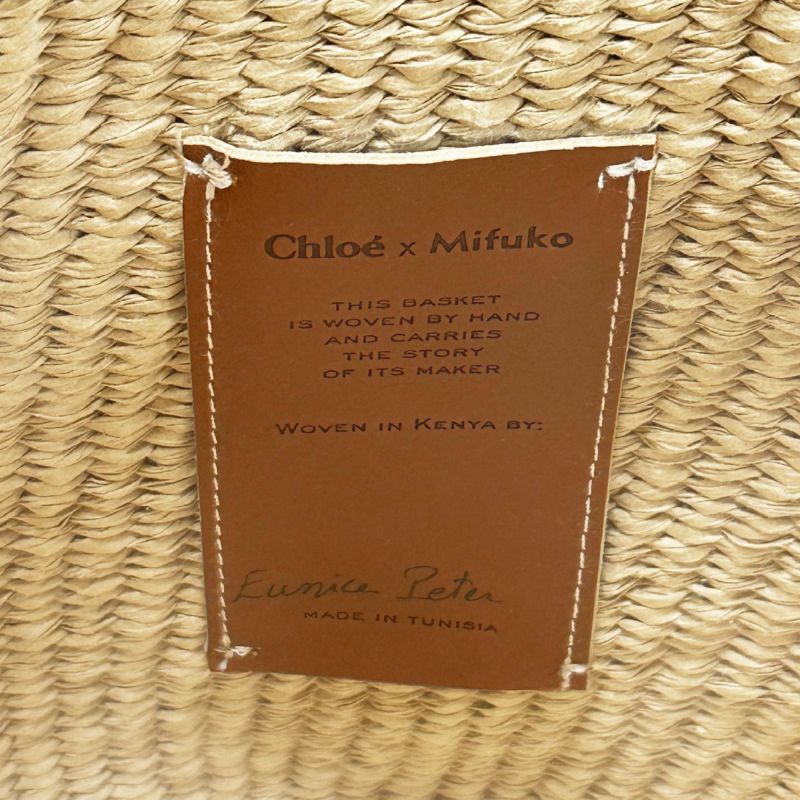 Chloé x Mifuko
THIS BASKET
IS WOVEN BY HAND
AND CARRIES
THE STORY
OF ITS MAKER
WOVEN IN KENYA BY:
Eunice Peter
MADE IN TUNISIA